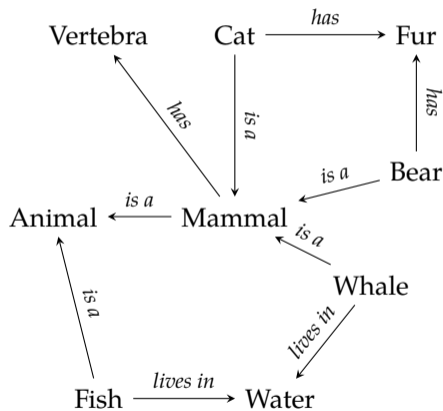 Vertebra
Cat
has
Fur
has
is a
has
Bear
is a
Animal
is a
Mammal
is a
Whale
is a
lives in
Fish
lives in
Water